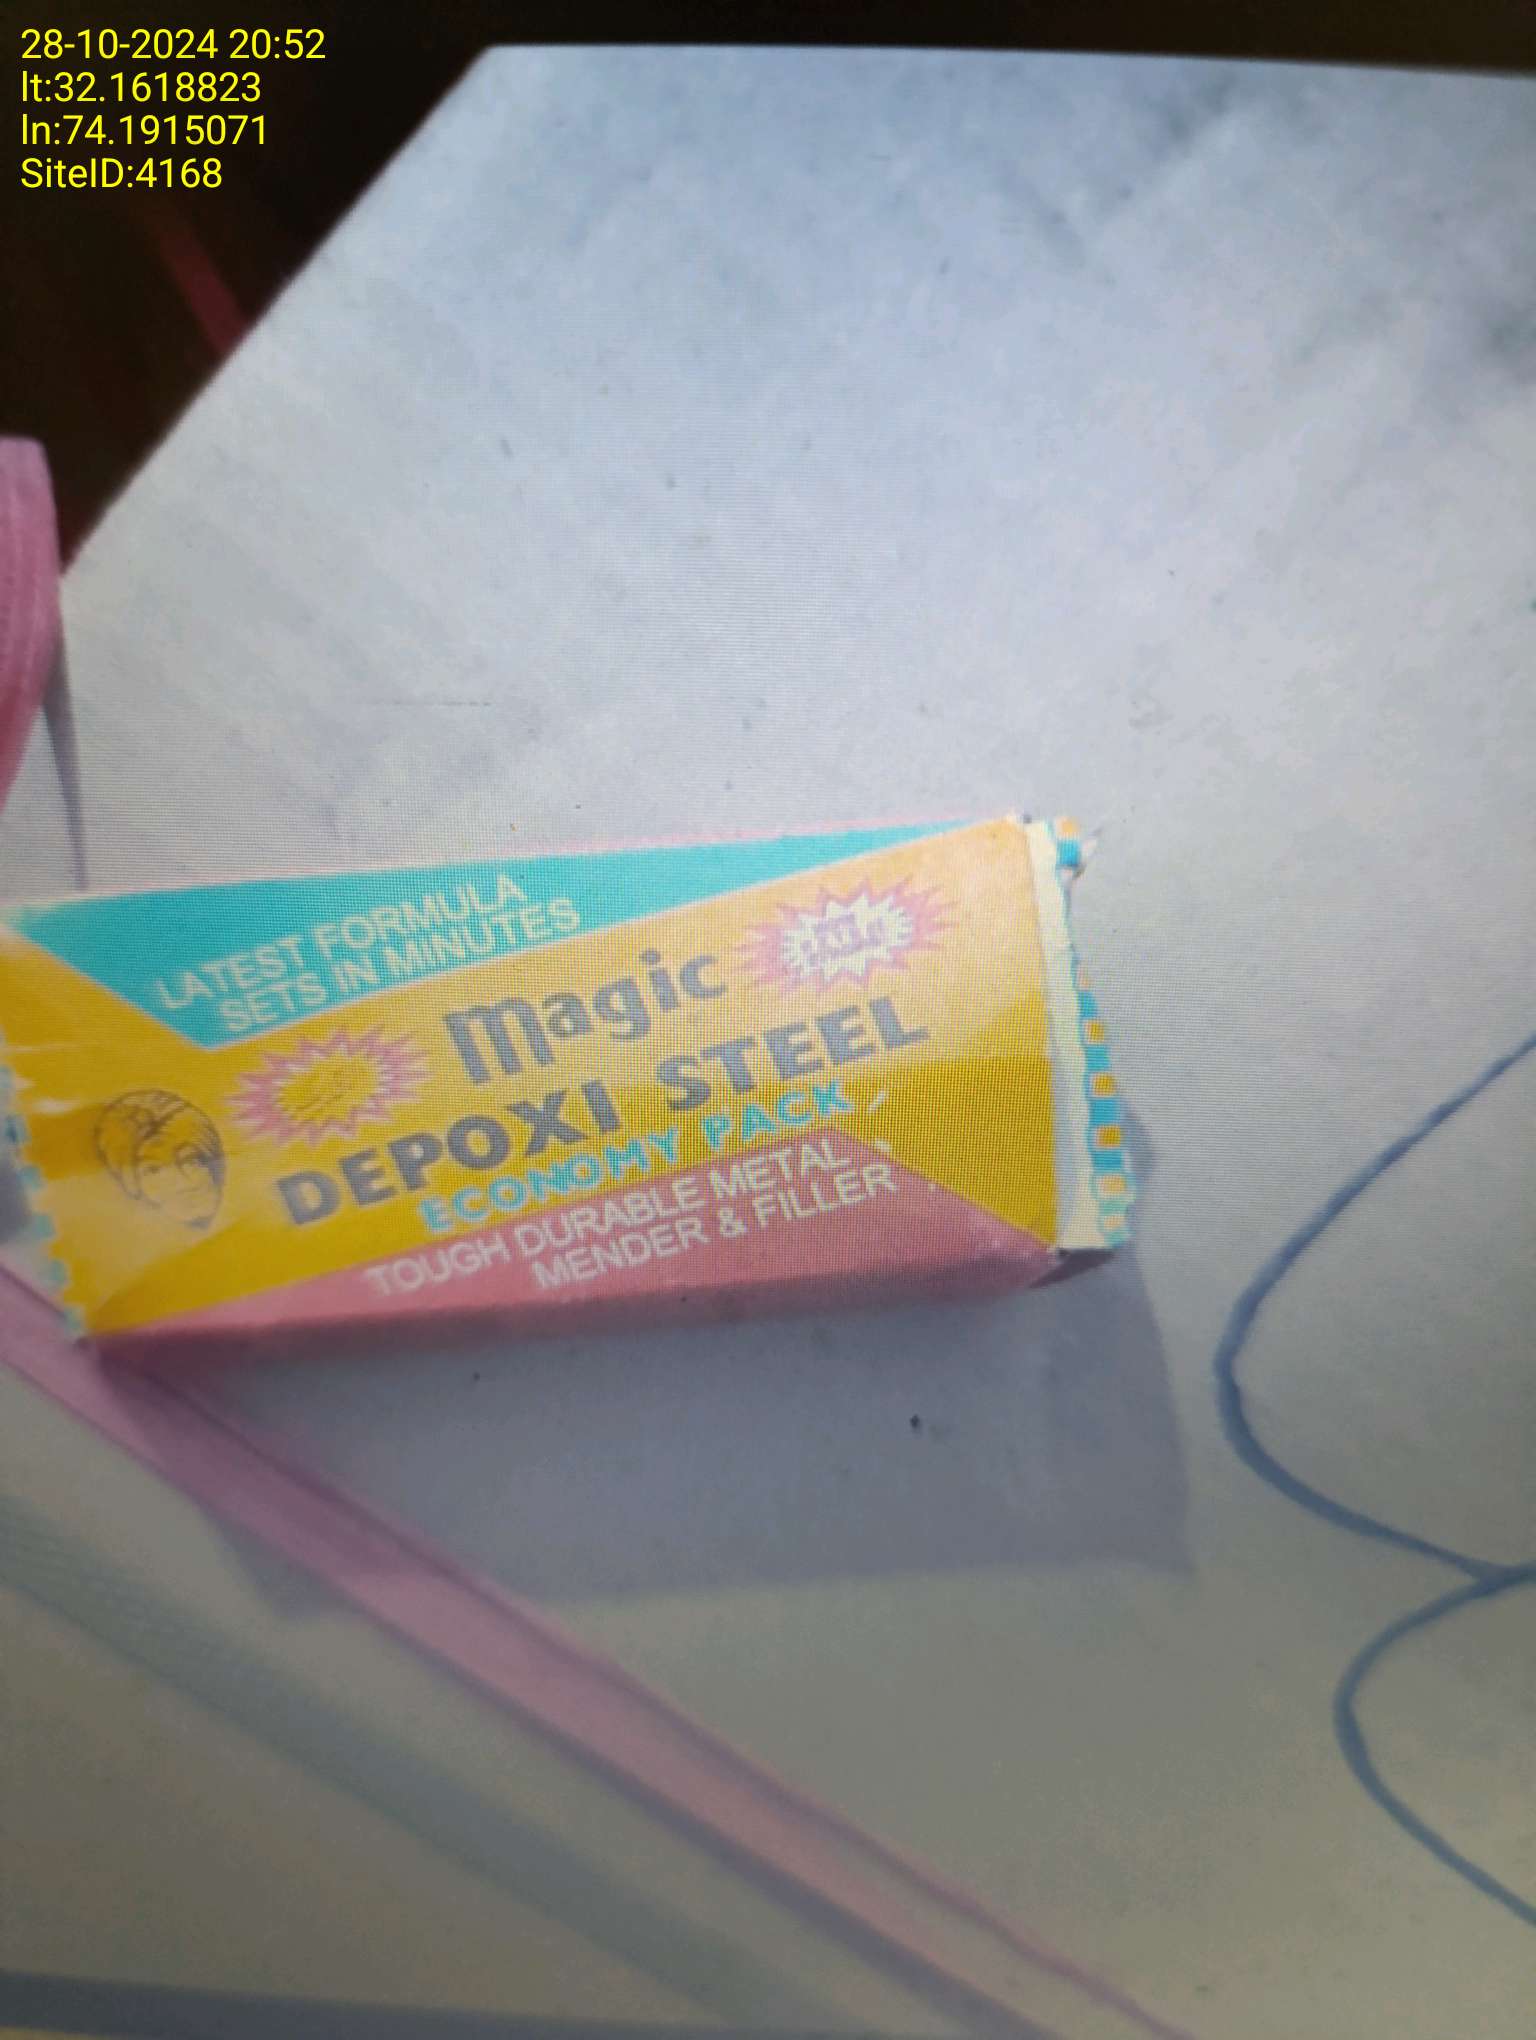 28-10-2024 20:52
lt:32.1618823
ln:74.1915071
SiteID:4168
LATEST FORMULA
SETS IN MINUTES
Magic
DEPOXI STEEL
ECONOMY PACK
TOUGH DURABLE METAL
MENDER & FILLER